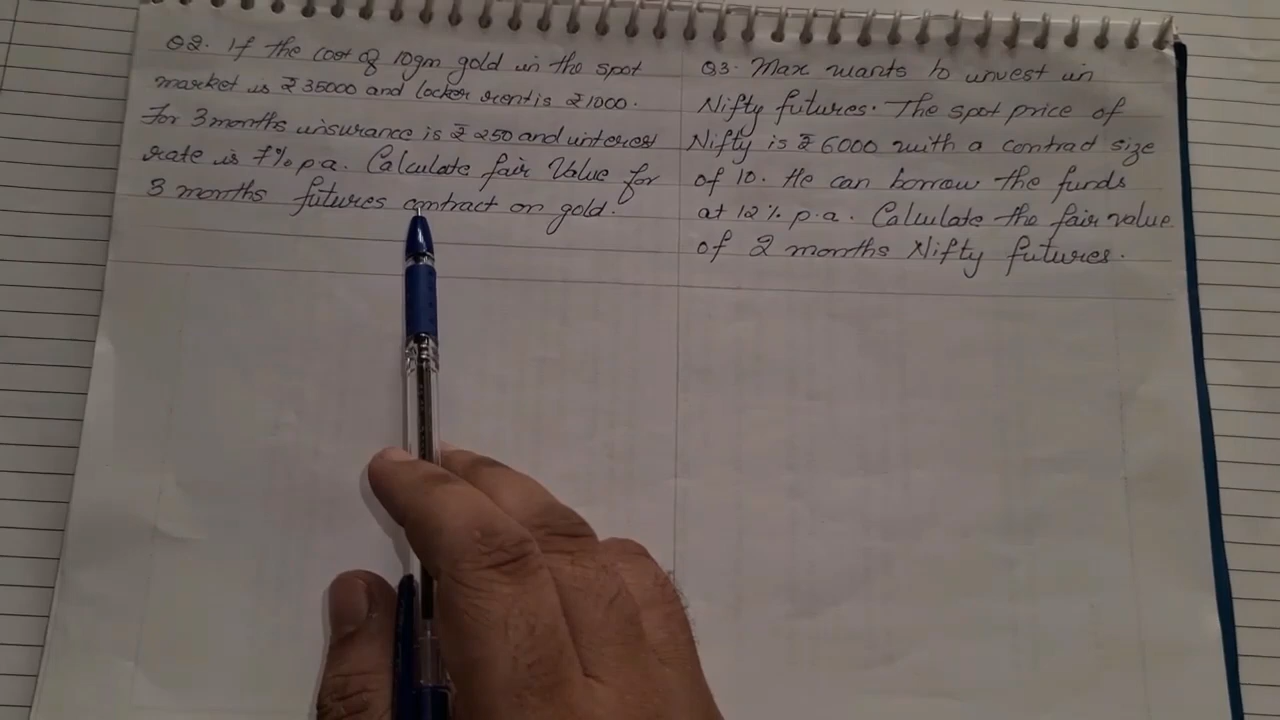 Q2. If the cost of 10gm gold in the spot
market is ₹35000 and locker rent is ₹1000.
For 3 months insurance is ₹250 and interest
rate is 7% p.a. Calculate fair Value for
3 months futures contract on gold.
Q3. Max wants to invest in
Nifty futures. The spot price of
Nifty is ₹6000 with a contract size
of 10. He can borrow the funds
at 12% p.a. Calculate the fair value
of 2 months Nifty futures.